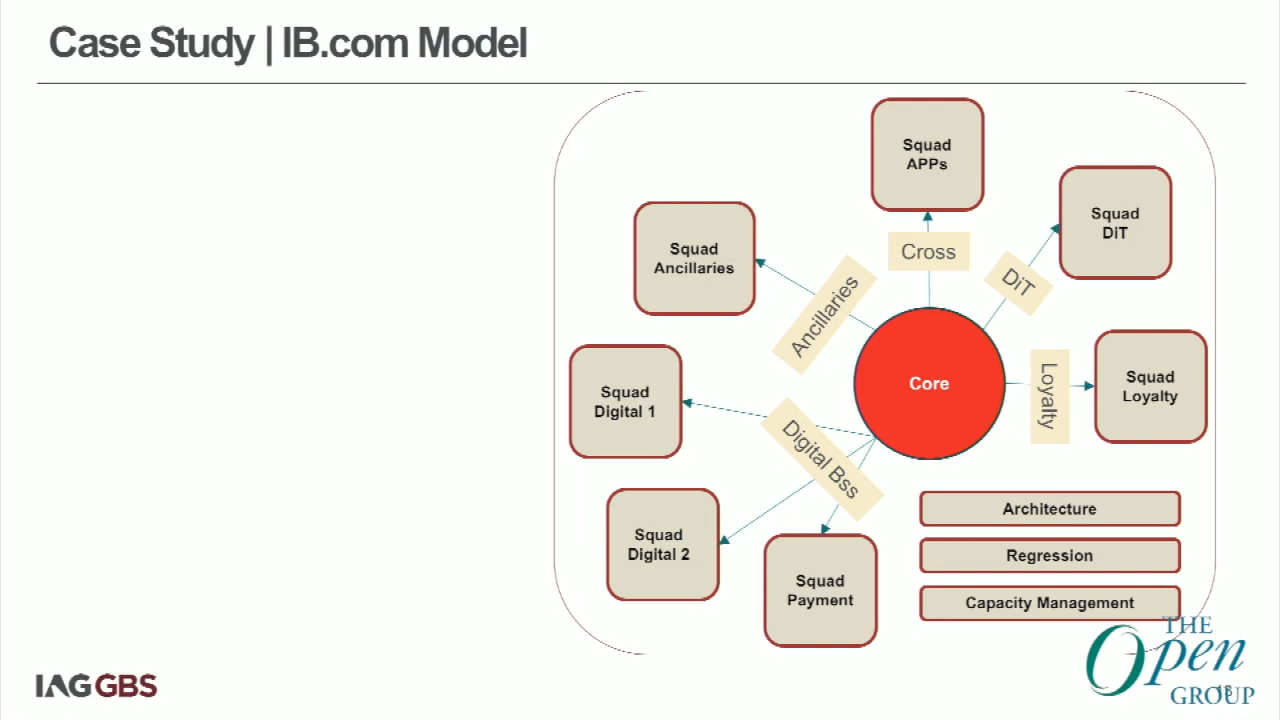 Case Study | IB.com Model
Squad
APPs
Squad
DiT
Squad
Ancillaries
Cross
DiT
Ancillaries
Core
Loyalty
Squad
Loyalty
Squad
Digital 1
Digital Bss
Squad
Digital 2
Squad
Payment
Architecture
Regression
Capacity Management
IAG GBS
THE
Open
GROUP